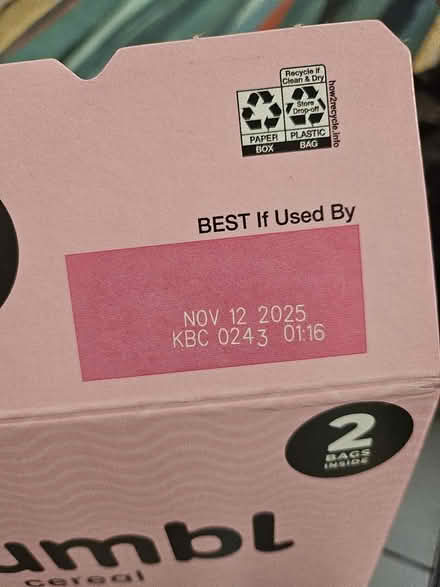 Recycle if
Clean & Dry
Store
Drop-off
PAPER
BOX
PLASTIC
BAG
how2recycle.info
BEST If Used By
NOV 12 2025
KBC 0243 01:16
2
BAGS
INSIDE
umbl
cereal